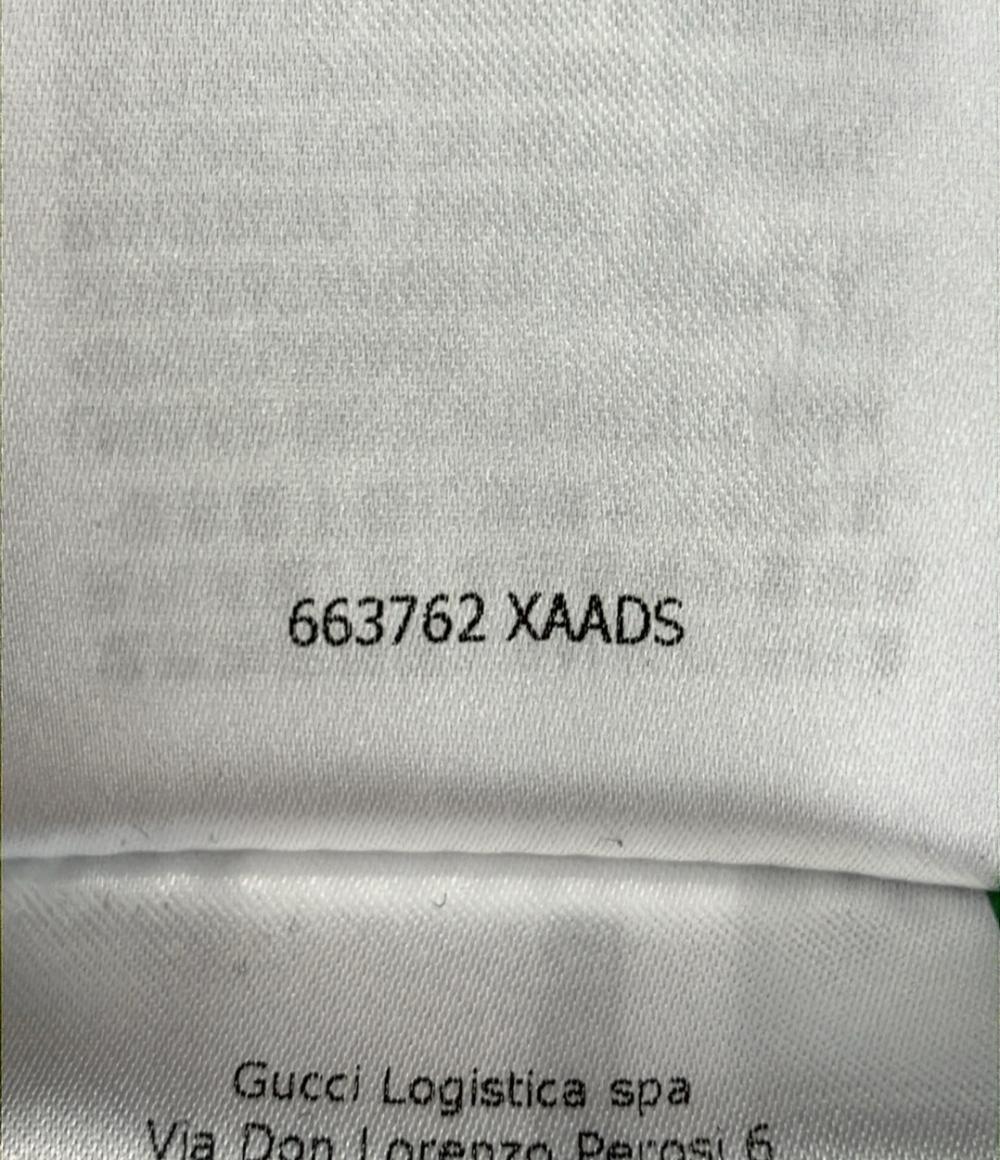 663762 XAADS
Gucci Logistica spa
Via Don Lorenzo Perosi 6